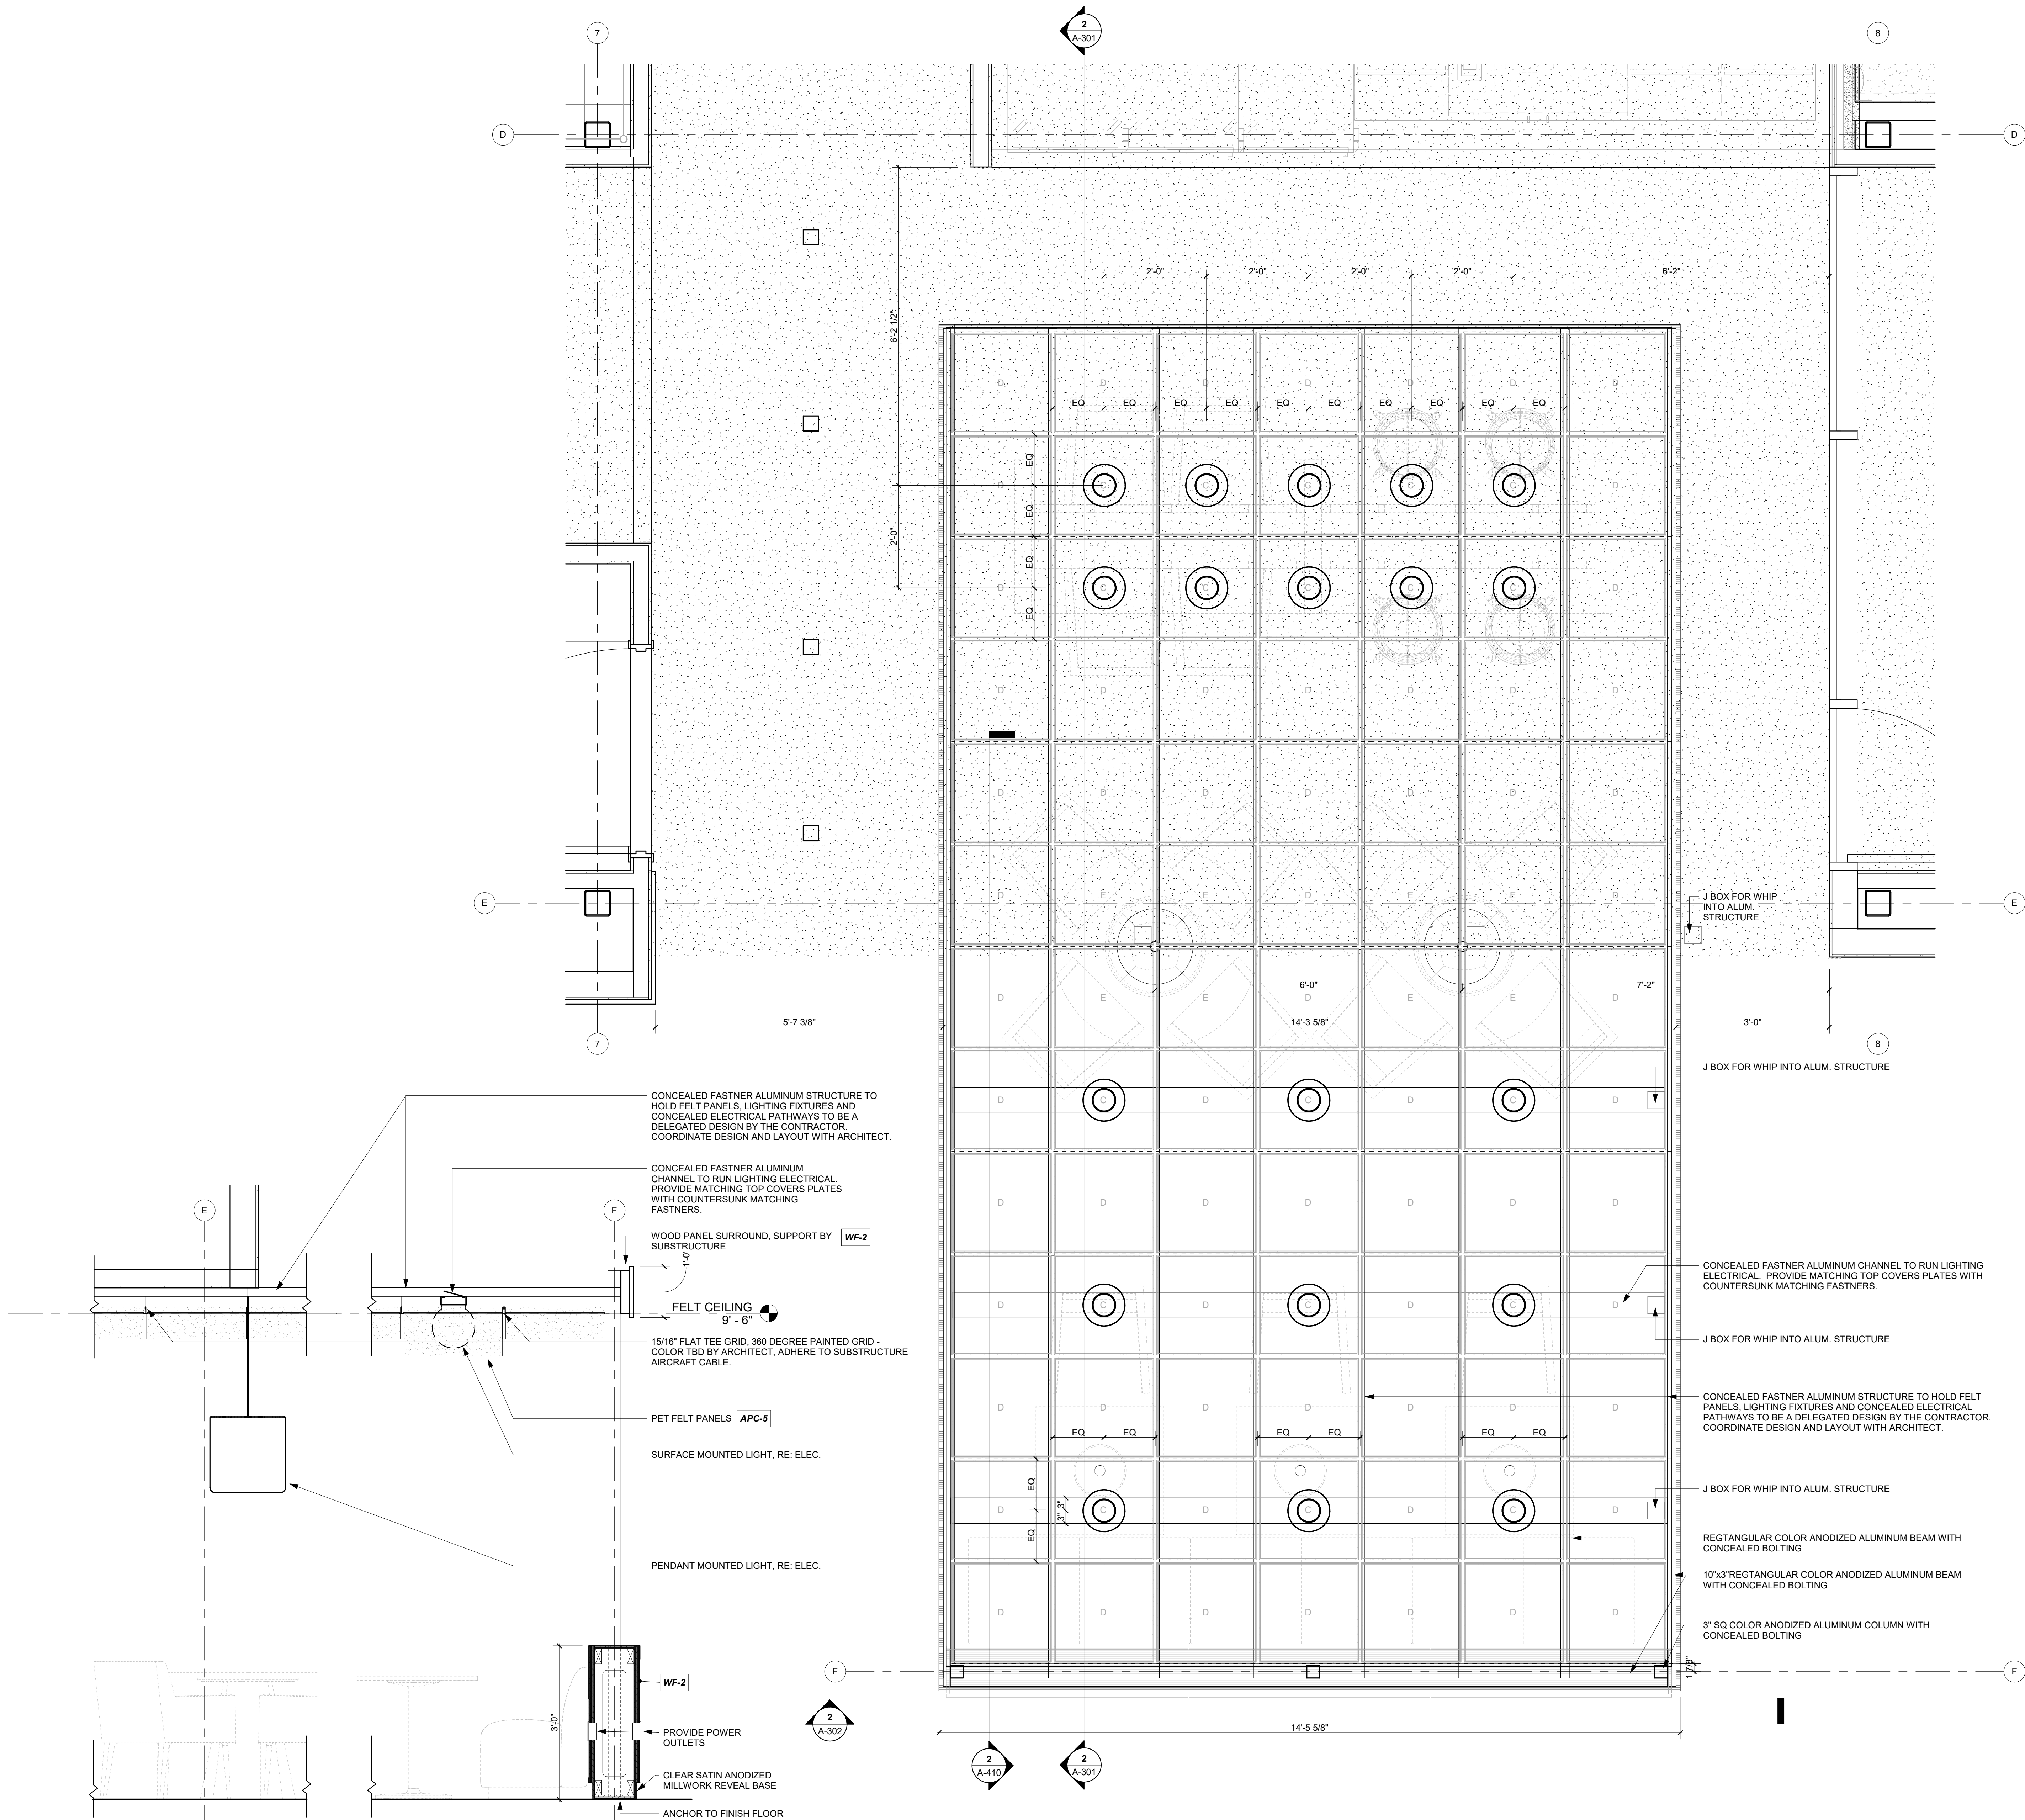 2
A-301
7
8
D
D
2'-0"
2'-0"
2'-0"
2'-0"
6'-2"
6'-2 1/2"
D D D D D D D
EQ EQ EQ EQ EQ EQ EQ EQ EQ EQ
EQ
D C C C C C D
EQ
2'-0"
EQ
D C C C C C D
EQ
D D D D D D D
D D D D D D D
D E E D E E D
E
E
J BOX FOR WHIP
INTO ALUM.
STRUCTURE
6'-0"
7'-2"
D E E D E E D
5'-7 3/8"
14'-3 5/8"
3'-0"
7
8
J BOX FOR WHIP INTO ALUM. STRUCTURE
D C D C D C D
D D D D D D D
CONCEALED FASTNER ALUMINUM CHANNEL TO RUN LIGHTING
ELECTRICAL. PROVIDE MATCHING TOP COVERS PLATES WITH
COUNTERSUNK MATCHING FASTNERS.
D C D C D C D
J BOX FOR WHIP INTO ALUM. STRUCTURE
CONCEALED FASTNER ALUMINUM STRUCTURE TO HOLD FELT
PANELS, LIGHTING FIXTURES AND CONCEALED ELECTRICAL
PATHWAYS TO BE A DELEGATED DESIGN BY THE CONTRACTOR.
COORDINATE DESIGN AND LAYOUT WITH ARCHITECT.
D D D D D D D
EQ EQ EQ EQ EQ EQ
EQ
J BOX FOR WHIP INTO ALUM. STRUCTURE
3"
3"
D C D C D C D
EQ
REGTANGULAR COLOR ANODIZED ALUMINUM BEAM WITH
CONCEALED BOLTING
10"x3"REGTANGULAR COLOR ANODIZED ALUMINUM BEAM
WITH CONCEALED BOLTING
D D D D D D D
3" SQ COLOR ANODIZED ALUMINUM COLUMN WITH
CONCEALED BOLTING
1 7/8"
F
F
2
A-302
14'-5 5/8"
2
A-410
2
A-301
CONCEALED FASTNER ALUMINUM STRUCTURE TO
HOLD FELT PANELS, LIGHTING FIXTURES AND
CONCEALED ELECTRICAL PATHWAYS TO BE A
DELEGATED DESIGN BY THE CONTRACTOR.
COORDINATE DESIGN AND LAYOUT WITH ARCHITECT.
CONCEALED FASTNER ALUMINUM
CHANNEL TO RUN LIGHTING ELECTRICAL.
PROVIDE MATCHING TOP COVERS PLATES
WITH COUNTERSUNK MATCHING
FASTNERS.
E
F
WOOD PANEL SURROUND, SUPPORT BY
SUBSTRUCTURE
WF-2
1'-0"
FELT CEILING
9' - 6"
15/16" FLAT TEE GRID, 360 DEGREE PAINTED GRID -
COLOR TBD BY ARCHITECT, ADHERE TO SUBSTRUCTURE
AIRCRAFT CABLE.
PET FELT PANELS
APC-5
SURFACE MOUNTED LIGHT, RE: ELEC.
PENDANT MOUNTED LIGHT, RE: ELEC.
WF-2
3'-0"
PROVIDE POWER
OUTLETS
CLEAR SATIN ANODIZED
MILLWORK REVEAL BASE
ANCHOR TO FINISH FLOOR